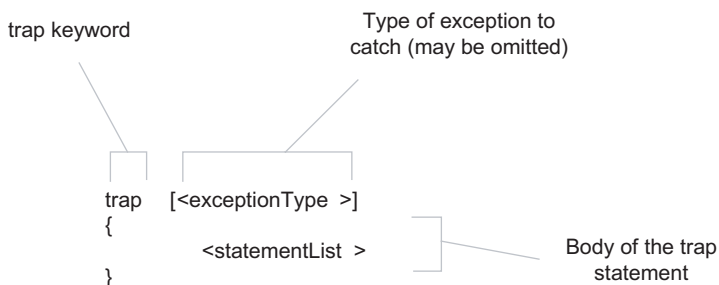 trap keyword
Type of exception to
catch (may be omitted)
trap [<exceptionType >]
{
<statementList >
}
Body of the trap
statement